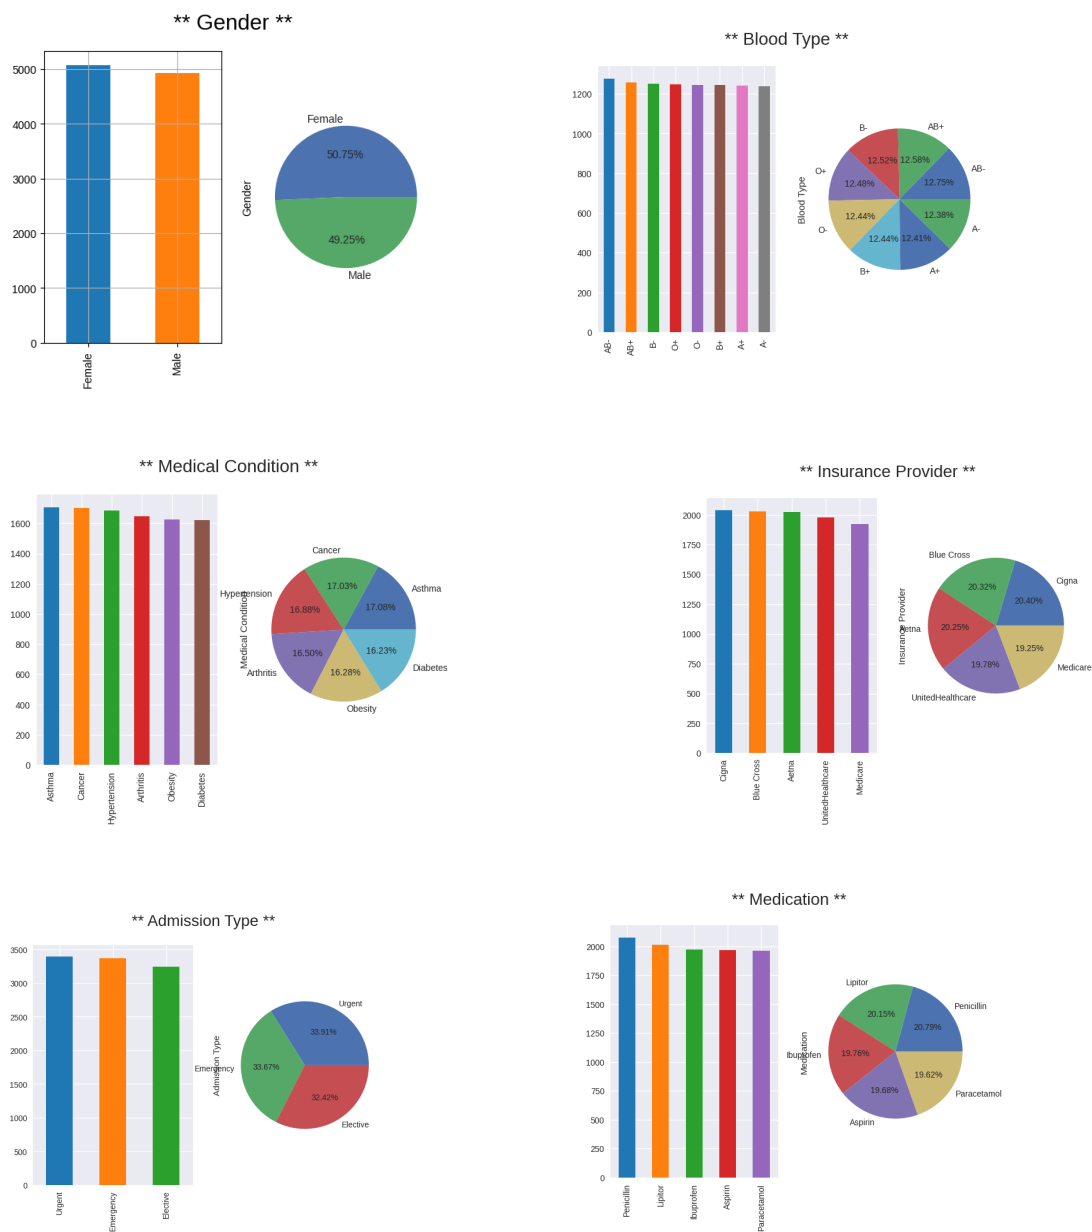 ** Gender **
5000
4000
3000
2000
1000
0
Female
Male
Gender
Female
50.75%
49.25%
Male
** Blood Type **
1200
1000
800
600
400
200
0
AB-
AB+
B-
O+
O-
B+
A+
A-
Blood Type
AB-
12.75%
AB+
12.58%
B-
12.52%
O+
12.48%
O-
12.44%
B+
12.44%
A+
12.41%
A-
12.38%
** Medical Condition **
1600
1400
1200
1000
800
600
400
200
0
Asthma
Cancer
Hypertension
Arthritis
Obesity
Diabetes
Medical Condition
Asthma
17.08%
Cancer
17.03%
Hypertension
16.88%
Arthritis
16.50%
Obesity
16.28%
Diabetes
16.23%
** Insurance Provider **
2000
1750
1500
1250
1000
750
500
250
0
Cigna
Blue Cross
Aetna
UnitedHealthcare
Medicare
Insurance Provider
Cigna
20.40%
Blue Cross
20.32%
Aetna
20.25%
UnitedHealthcare
19.78%
Medicare
19.25%
** Admission Type **
3500
3000
2500
2000
1500
1000
500
0
Urgent
Emergency
Elective
Admission Type
Urgent
33.91%
Emergency
33.67%
Elective
32.42%
** Medication **
2000
1750
1500
1250
1000
750
500
250
0
Penicillin
Lipitor
Ibuprofen
Aspirin
Paracetamol
Medication
Penicillin
20.79%
Lipitor
20.15%
Ibuprofen
19.76%
Aspirin
19.68%
Paracetamol
19.62%